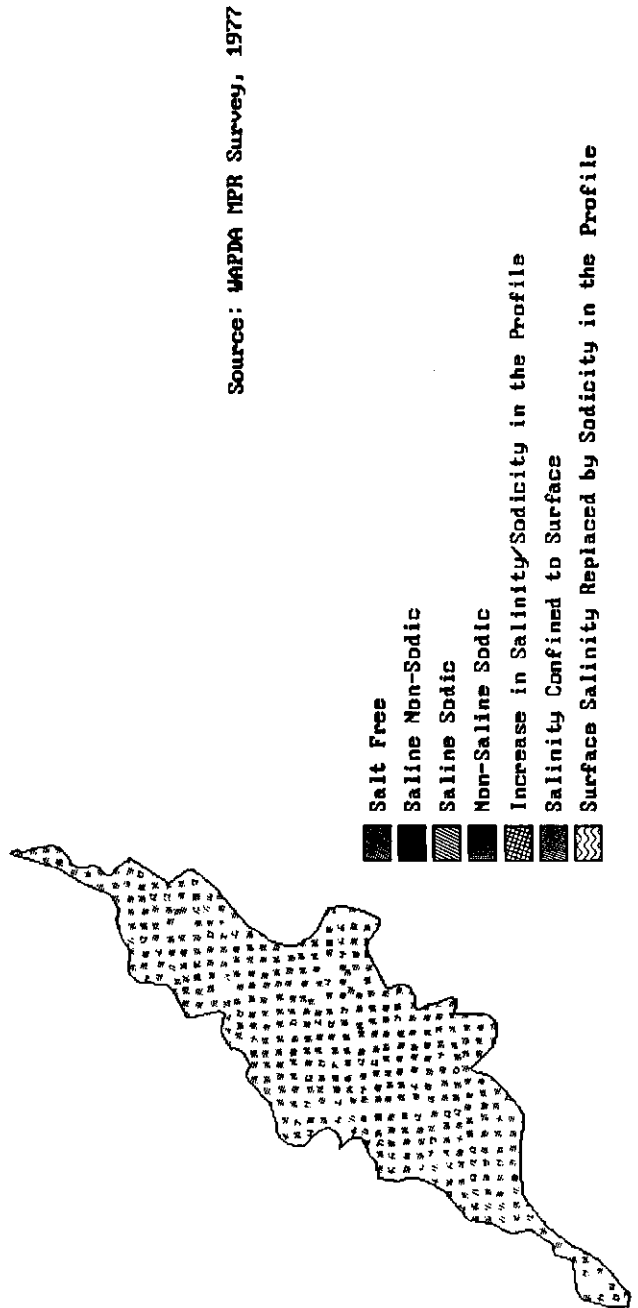 Source: WAPDA MPR Survey, 1977
Salt Free
Saline Non-Sodic
Saline Sodic
Non-Saline Sodic
Increase in Salinity/Sodicity in the Profile
Salinity Confined to Surface
Surface Salinity Replaced by Sodicity in the Profile